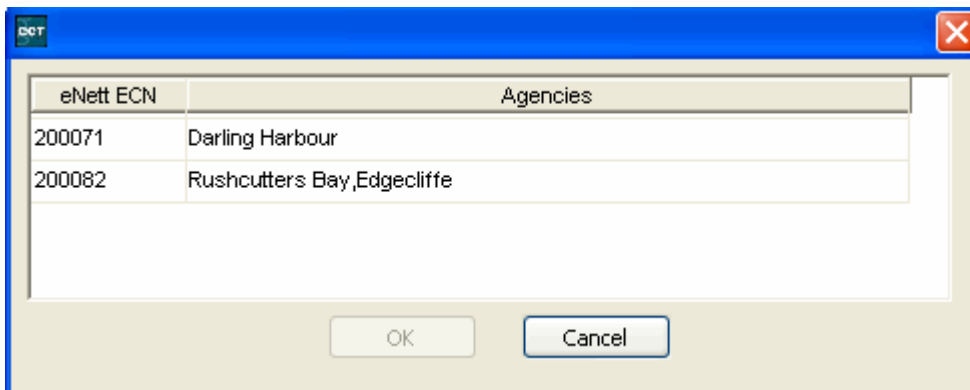 DCT
eNett ECN Agencies
200071 Darling Harbour
200082 Rushcutters Bay,Edgecliffe
OK Cancel